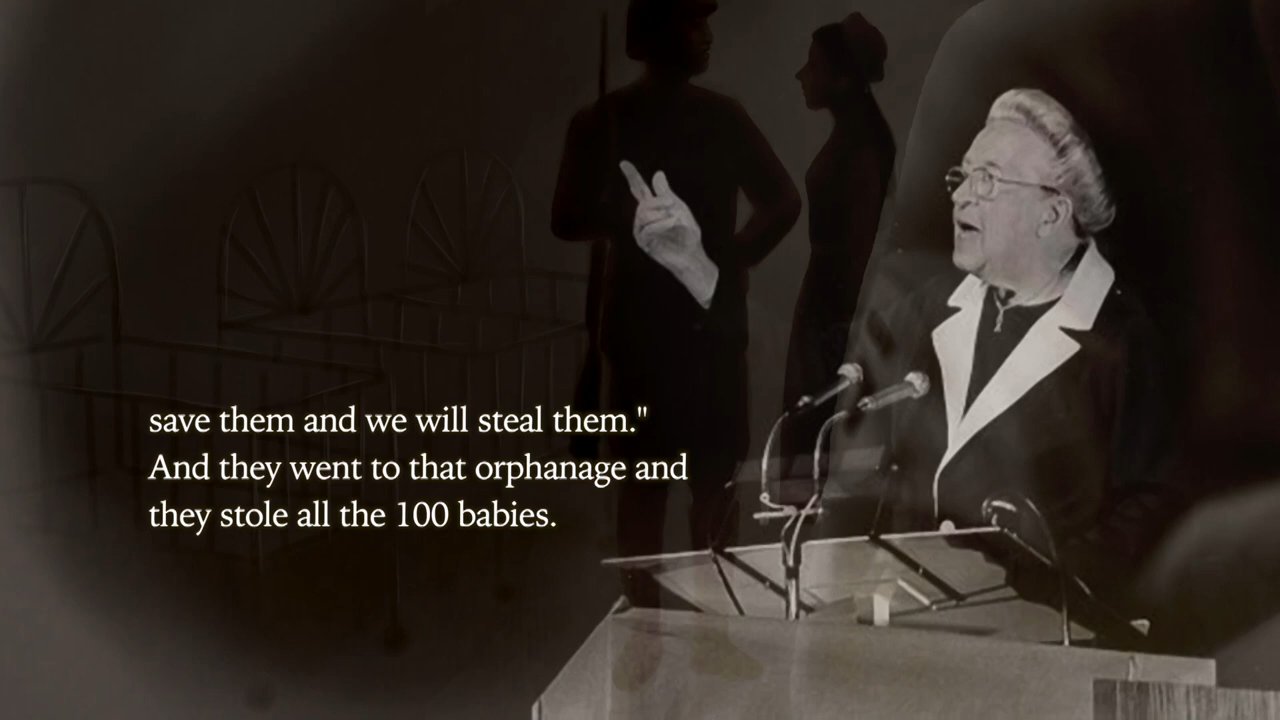 save them and we will steal them."
And they went to that orphanage and
they stole all the 100 babies.